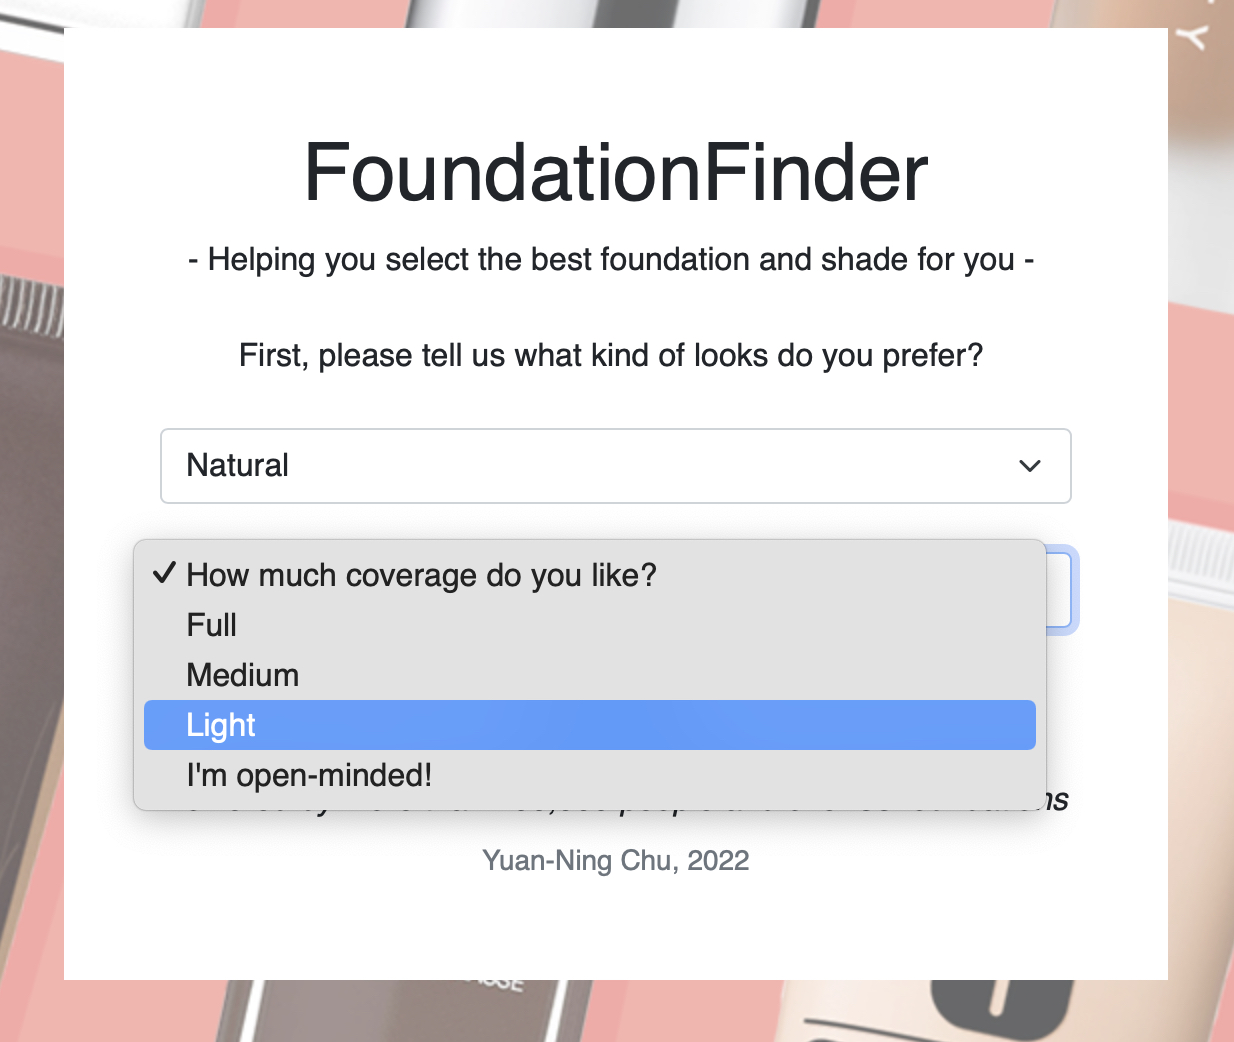 FoundationFinder
- Helping you select the best foundation and shade for you -
First, please tell us what kind of looks do you prefer?
Natural
How much coverage do you like?
Full
Medium
Light
I'm open-minded!
Yuan-Ning Chu, 2022